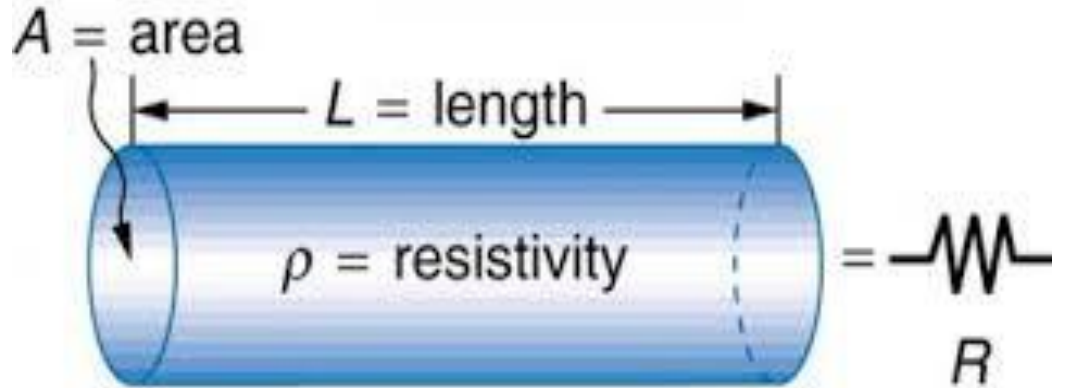 A = area
L = length
ρ = resistivity
=
R